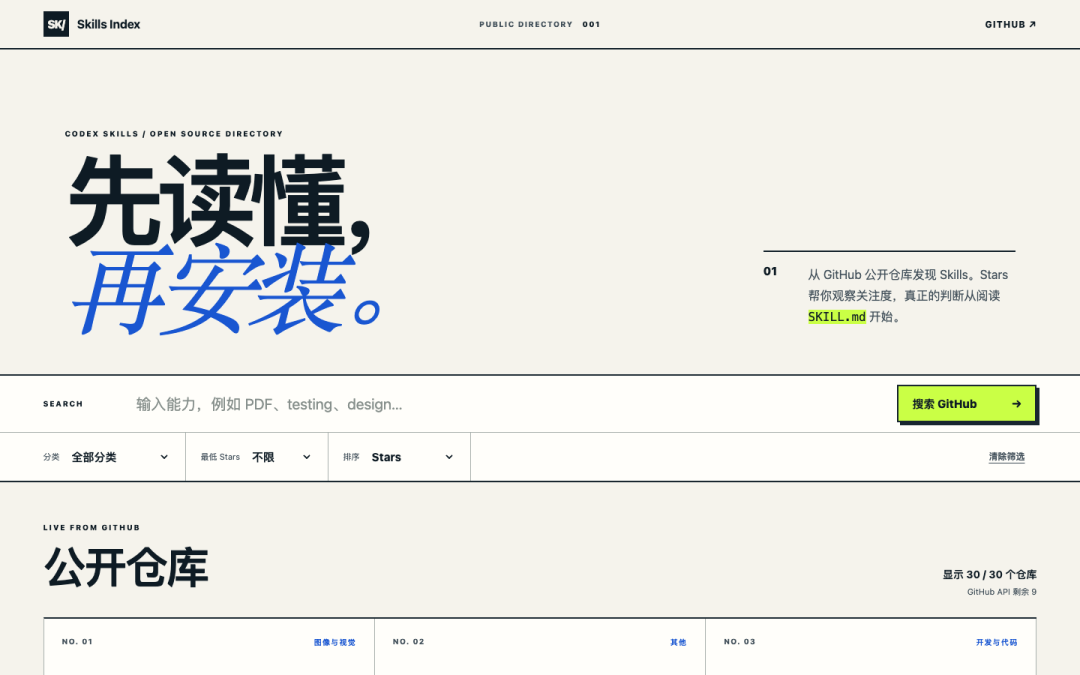 SK/ Skills Index
PUBLIC DIRECTORY 001
GITHUB ↗
CODEX SKILLS / OPEN SOURCE DIRECTORY
先读懂,
再安装。
01
从 GitHub 公开仓库发现 Skills。Stars
帮你观察关注度，真正的判断从阅读
SKILL.md 开始。
SEARCH
输入能力，例如 PDF、testing、design...
搜索 GitHub →
分类 全部分类
最低 Stars 不限
排序 Stars
清除筛选
LIVE FROM GITHUB
公开仓库
显示 30 / 30 个仓库
GitHub API 剩余 9
NO. 01 图像与视觉
NO. 02 其他
NO. 03 开发与代码